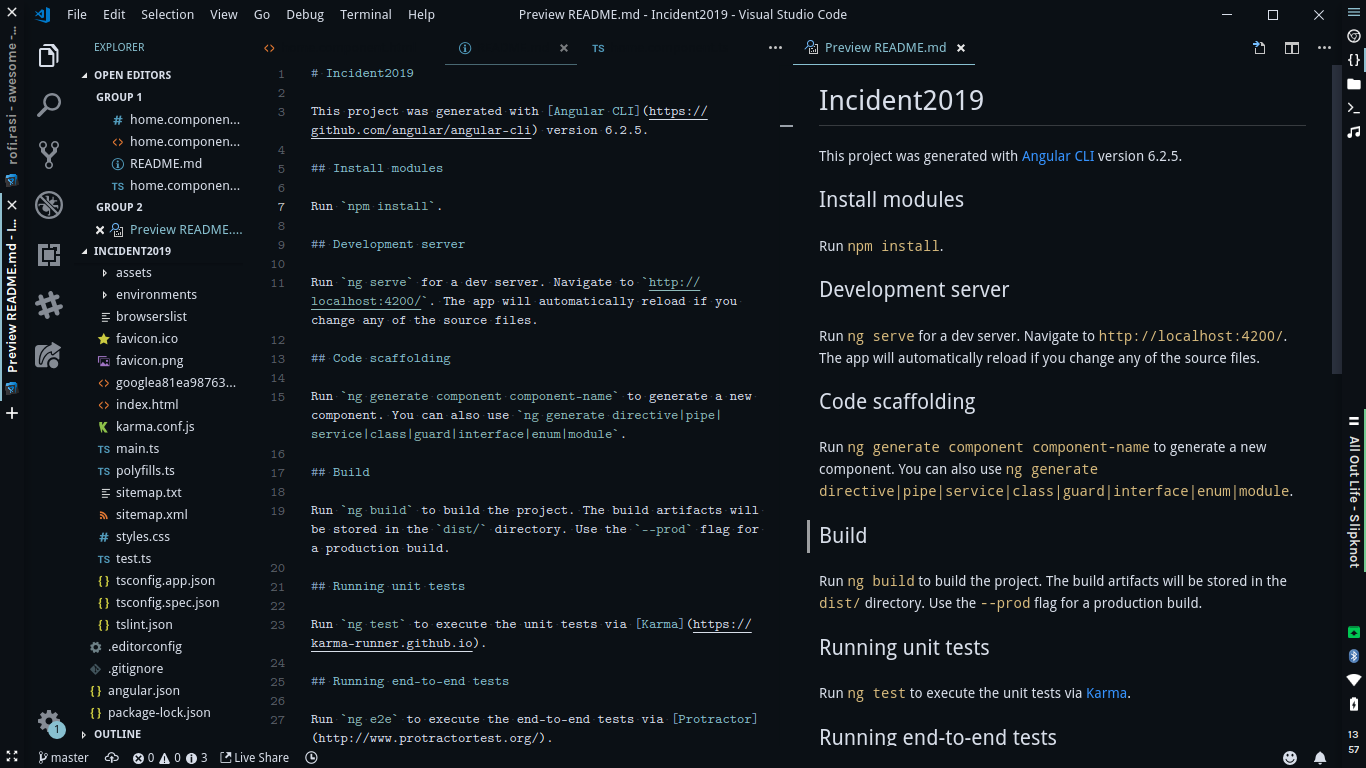 File Edit Selection View Go Debug Terminal Help
Preview README.md - Incident2019 - Visual Studio Code
rofi.rasi - awesome -...
Preview README.md - I...
EXPLORER
OPEN EDITORS
GROUP 1
# home.componen...
<> home.componen...
README.md
TS home.componen...
GROUP 2
Preview README....
INCIDENT2019
assets
environments
browserslist
favicon.ico
favicon.png
<> googlea81ea98763...
<> index.html
karma.conf.js
TS main.ts
TS polyfills.ts
sitemap.txt
sitemap.xml
# styles.css
TS test.ts
{} tsconfig.app.json
{} tsconfig.spec.json
{} tslint.json
.editorconfig
.gitignore
{} angular.json
{} package-lock.json
OUTLINE
1
<>
TS
1 # Incident2019
2
3 This project was generated with [Angular CLI](https://
github.com/angular/angular-cli) version 6.2.5.
4
5 ## Install modules
6
7 Run `npm install`.
8
9 ## Development server
10
11 Run `ng serve` for a dev server. Navigate to `http://
localhost:4200/`. The app will automatically reload if you
change any of the source files.
12
13 ## Code scaffolding
14
15 Run `ng generate component component-name` to generate a new
component. You can also use `ng generate directive|pipe|
service|class|guard|interface|enum|module`.
16
17 ## Build
18
19 Run `ng build` to build the project. The build artifacts will
be stored in the `dist/` directory. Use the `--prod` flag for
a production build.
20
21 ## Running unit tests
22
23 Run `ng test` to execute the unit tests via [Karma](https://
karma-runner.github.io).
24
25 ## Running end-to-end tests
26
27 Run `ng e2e` to execute the end-to-end tests via [Protractor]
(http://www.protractortest.org/).
Preview README.md
Incident2019
This project was generated with Angular CLI version 6.2.5.
Install modules
Run npm install.
Development server
Run ng serve for a dev server. Navigate to http://localhost:4200/.
The app will automatically reload if you change any of the source files.
Code scaffolding
Run ng generate component component-name to generate a new
component. You can also use ng generate
directive|pipe|service|class|guard|interface|enum|module.
Build
Run ng build to build the project. The build artifacts will be stored in the
dist/ directory. Use the --prod flag for a production build.
Running unit tests
Run ng test to execute the unit tests via Karma.
Running end-to-end tests
All Out Life - Slipknot
13
57
master 0 0 3 Live Share